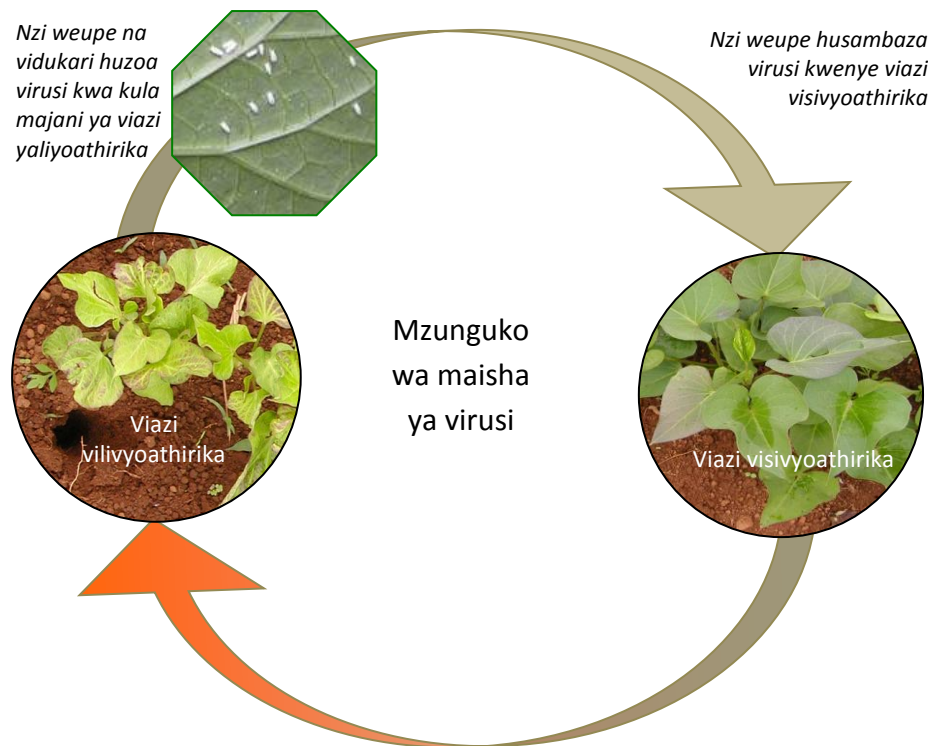 Nzi weupe na
vidukari huzoa
virusi kwa kula
majani ya viazi
yaliyoathirika
Nzi weupe husambaza
virusi kwenye viazi
visivyoathirika
Mzunguko
wa maisha
ya virusi
Viazi
vilivyoathirika
Viazi visivyoathirika